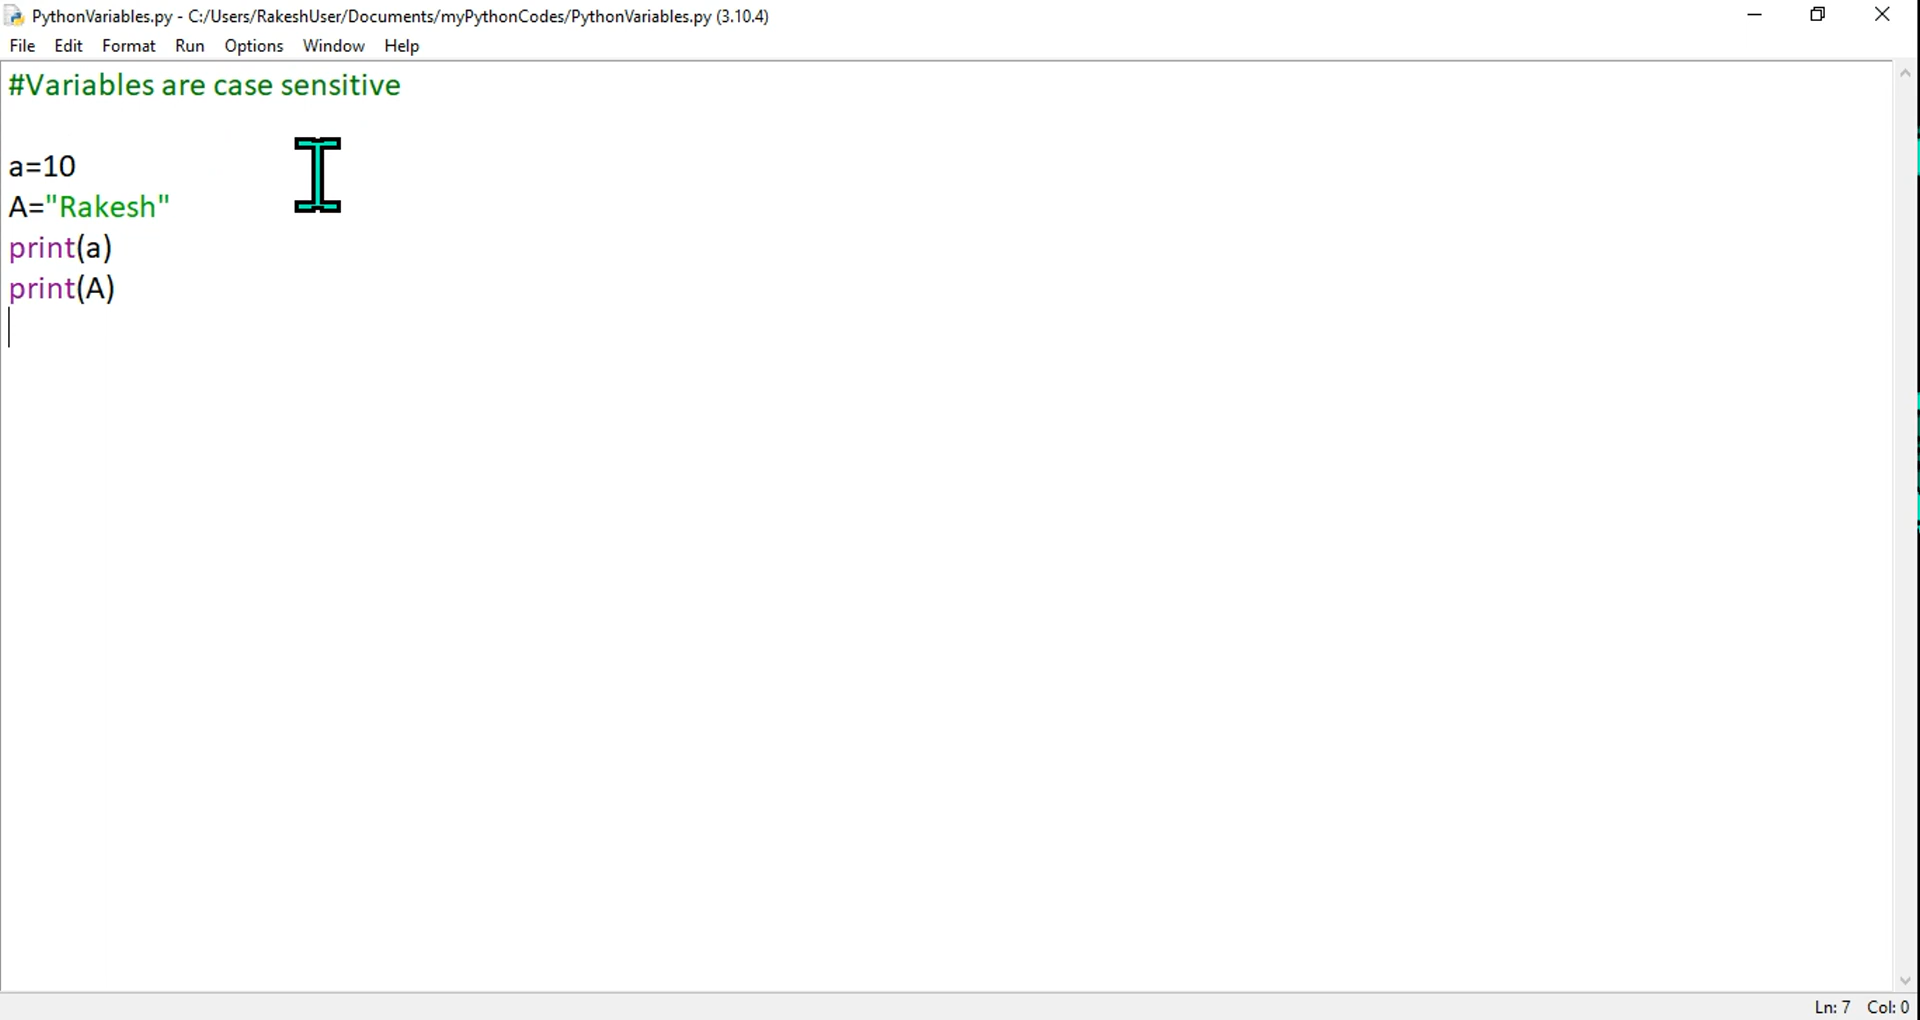 PythonVariables.py - C:/Users/RakeshUser/Documents/myPythonCodes/PythonVariables.py (3.10.4)
File Edit Format Run Options Window Help
#Variables are case sensitive
a=10
A="Rakesh"
print(a)
print(A)
Ln: 7 Col: 0